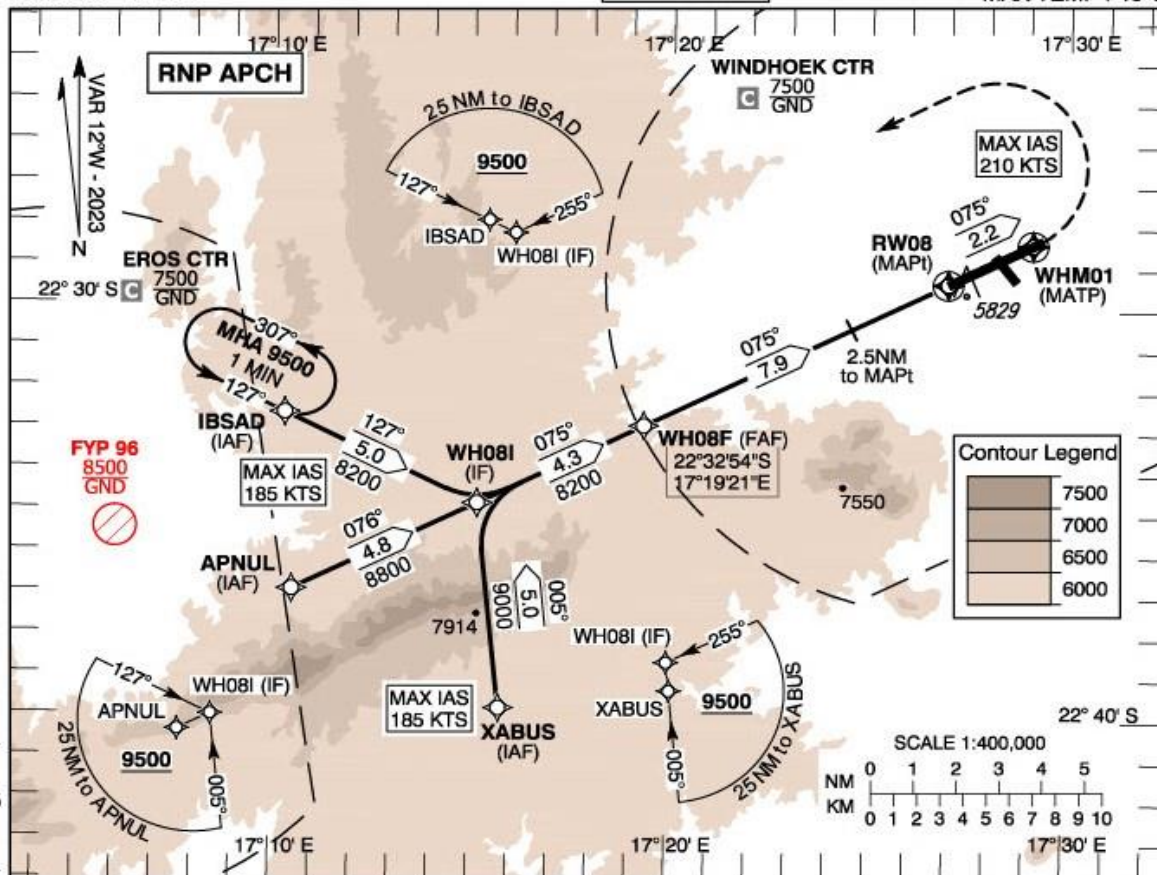 17° 10' E
17° 20' E
17° 30' E
RNP APCH
VAR 12°W - 2023
N
WINDHOEK CTR
C 7500
GND
25 NM to IBSAD
9500
127°
255°
IBSAD
WH08I (IF)
MAX IAS
210 KTS
075°
2.2
RW08
(MAPt)
WHM01
(MATP)
5829
EROS CTR
C 7500
GND
22° 30' S
307°
MHA 9500
1 MIN
127°
IBSAD
(IAF)
075°
7.9
2.5NM
to MAPt
127°
5.0
8200
WH08I
(IF)
075°
4.3
8200
WH08F (FAF)
22°32'54"S
17°19'21"E
FYP 96
8500
GND
MAX IAS
185 KTS
7550
Contour Legend
7500
7000
6500
6000
076°
4.8
8800
APNUL
(IAF)
7914
005°
5.0
9000
MAX IAS
185 KTS
XABUS
(IAF)
127°
WH08I (IF)
APNUL
9500
005°
25 NM to APNUL
WH08I (IF)
255°
XABUS
9500
005°
25 NM to XABUS
22° 40' S
SCALE 1:400,000
NM 0 1 2 3 4 5
KM 0 1 2 3 4 5 6 7 8 9 10
17° 10' E
17° 20' E
17° 30' E